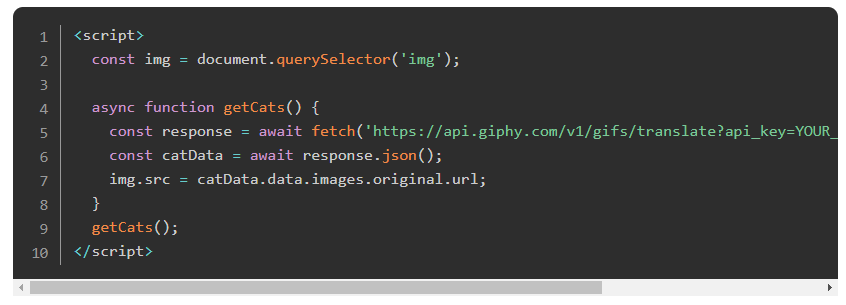 1 <script>
2 const img = document.querySelector('img');
3
4 async function getCats() {
5 const response = await fetch('https://api.giphy.com/v1/gifs/translate?api_key=YOUR_
6 const catData = await response.json();
7 img.src = catData.data.images.original.url;
8 }
9 getCats();
10 </script>